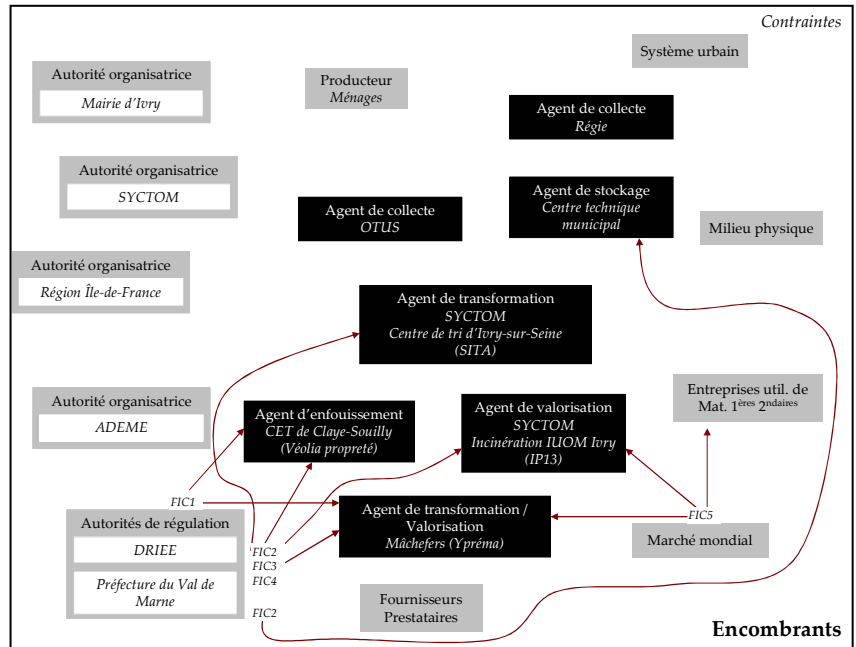 Contraintes
Système urbain
Autorité organisatrice
Mairie d'Ivry
Producteur
Ménages
Agent de collecte
Régie
Autorité organisatrice
SYCTOM
Agent de collecte
OTUS
Agent de stockage
Centre technique
municipal
Milieu physique
Autorité organisatrice
Région Île-de-France
Agent de transformation
SYCTOM
Centre de tri d'Ivry-sur-Seine
(SITA)
Autorité organisatrice
ADEME
Agent d'enfouissement
CET de Claye-Souilly
(Véolia propreté)
Agent de valorisation
SYCTOM
Incinération IUOM Ivry
(IP13)
Entreprises util. de
Mat. 1ères 2ndaires
FIC1
Autorités de régulation
DRIEE
Préfecture du Val de
Marne
FIC2
FIC3
FIC4
FIC2
Agent de transformation /
Valorisation
Mâchefers (Ypréma)
FIC5
Marché mondial
Fournisseurs
Prestataires
Encombrants